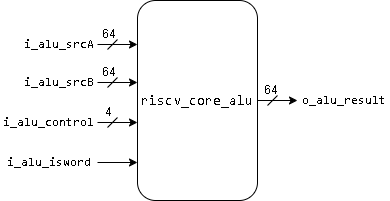 64
i_alu_srcA
64
i_alu_srcB
riscv_core_alu
64
o_alu_result
4
i_alu_control
i_alu_isword